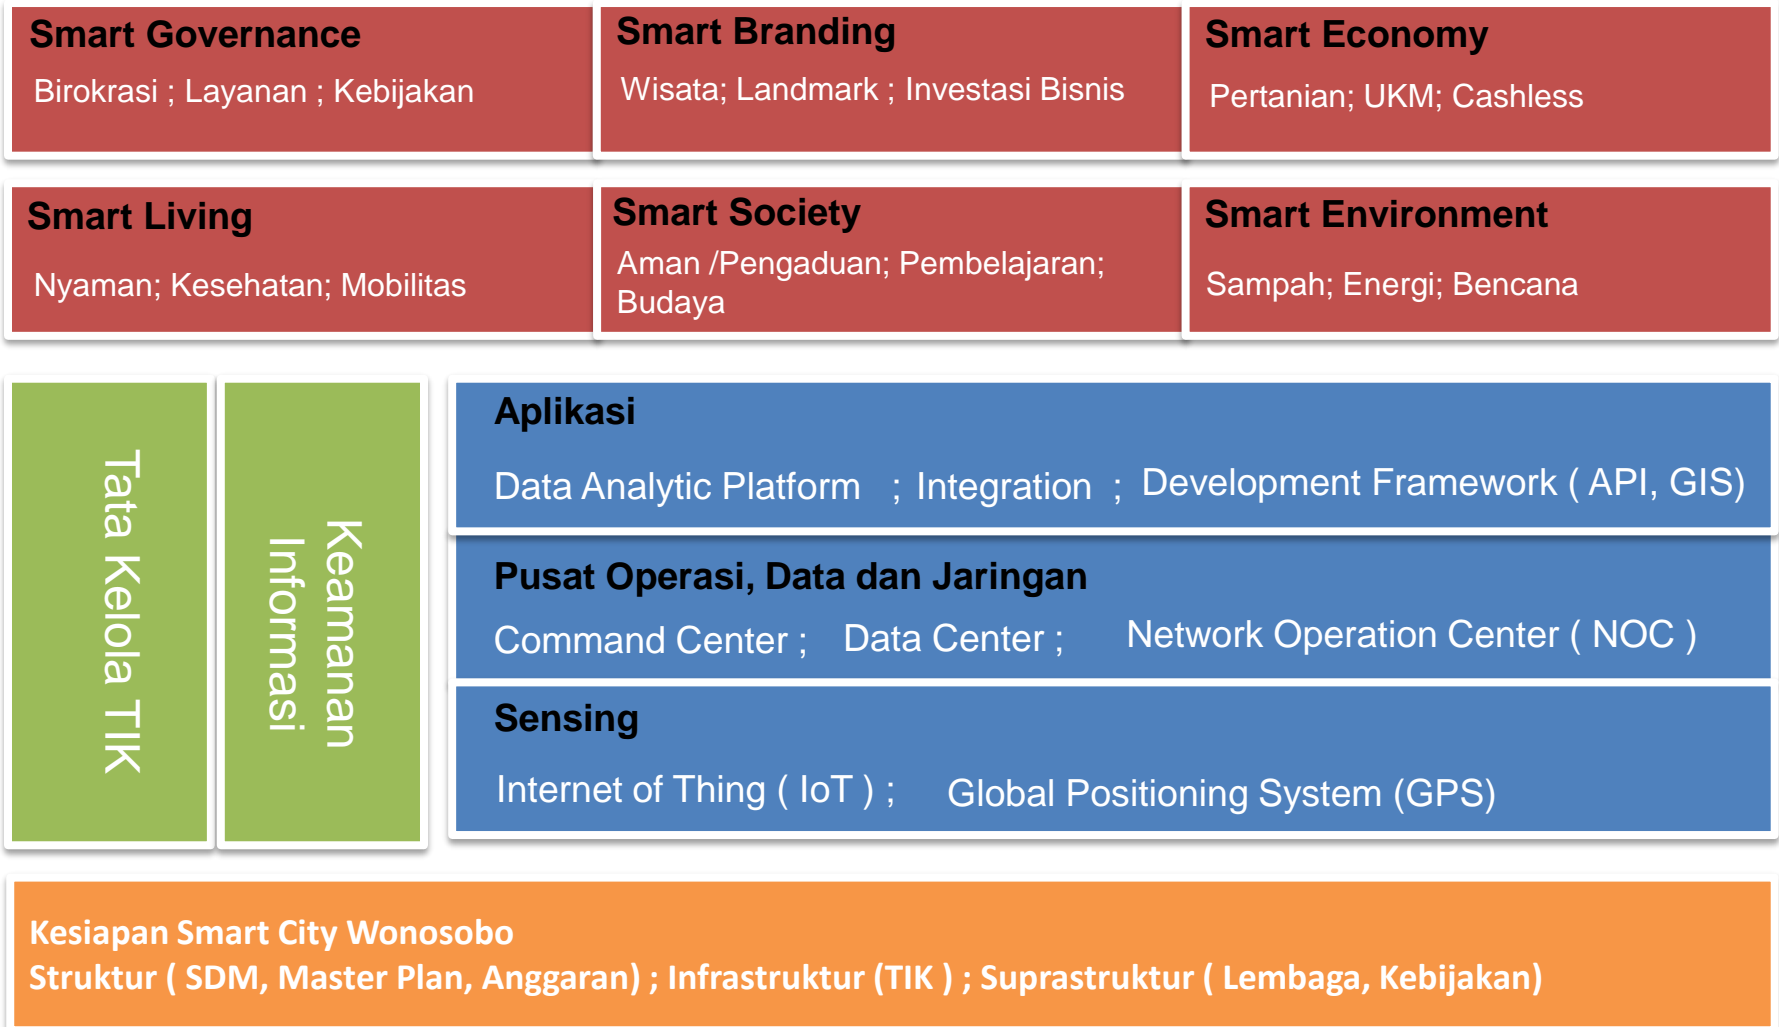 Smart Governance
Birokrasi ; Layanan ; Kebijakan
Smart Branding
Wisata; Landmark ; Investasi Bisnis
Smart Economy
Pertanian; UKM; Cashless
Smart Living
Nyaman; Kesehatan; Mobilitas
Smart Society
Aman /Pengaduan; Pembelajaran;
Budaya
Smart Environment
Sampah; Energi; Bencana
Tata Kelola TIK
Keamanan
Informasi
Aplikasi
Data Analytic Platform ; Integration ; Development Framework ( API, GIS)
Pusat Operasi, Data dan Jaringan
Command Center ; Data Center ; Network Operation Center ( NOC )
Sensing
Internet of Thing ( IoT ) ; Global Positioning System (GPS)
Kesiapan Smart City Wonosobo
Struktur ( SDM, Master Plan, Anggaran) ; Infrastruktur (TIK ) ; Suprastruktur ( Lembaga, Kebijakan)